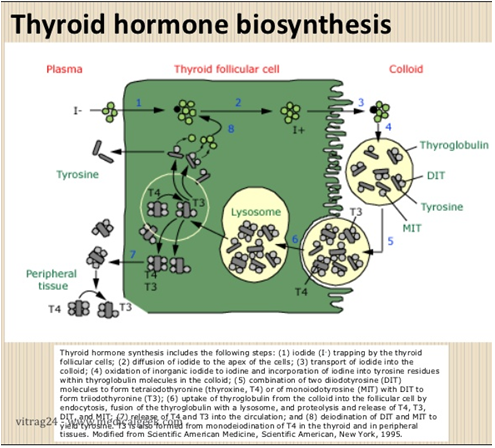 Thyroid hormone biosynthesis
Plasma
Thyroid follicular cell
Colloid
I-
1
2
I+
3
4
8
Thyroglobulin
DIT
Tyrosine
MIT
Tyrosine
T4
T3
Lysosome
T3
6
5
T4
7
T4
T3
Peripheral
tissue
T4
T3
Thyroid hormone synthesis includes the following steps: (1) iodide (I-) trapping by the thyroid
follicular cells; (2) diffusion of iodide to the apex of the cells; (3) transport of iodide into the
colloid; (4) oxidation of inorganic iodide to iodine and incorporation of iodine into tyrosine residues
within thyroglobulin molecules in the colloid; (5) combination of two diiodotyrosine (DIT)
molecules to form tetraiodothyronine (thyroxine, T4) or of monoiodotyrosine (MIT) with DIT to
form triiodothyronine (T3); (6) uptake of thyroglobulin from the colloid into the follicular cell by
endocytosis, fusion of the thyroglobulin with a lysosome, and proteolysis and release of T4, T3,
DIT, and MIT; (7) release of T4 and T3 into the circulation; and (8) deiodination of DIT and MIT to
yield tyrosine. T3 is also formed from monodeiodination of T4 in the thyroid and in peripheral
tissues. Modified from Scientific American Medicine, Scientific American, New York, 1995.
vitrag24 - www.medicalgeek.com